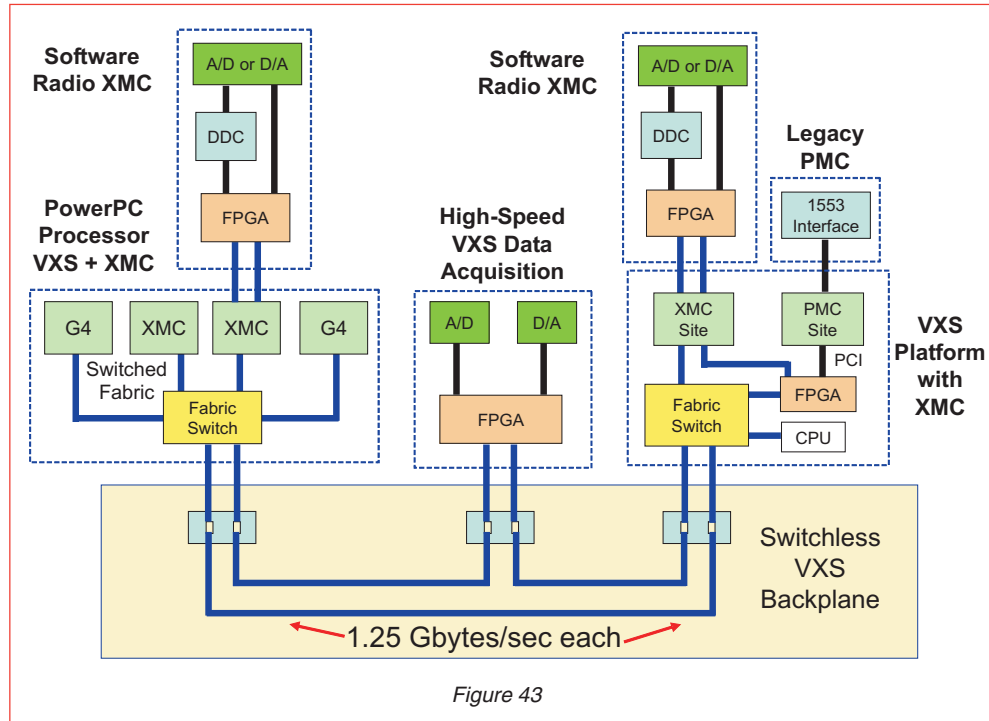 Software
Radio XMC
A/D or D/A
DDC
FPGA
PowerPC
Processor
VXS + XMC
G4
XMC
XMC
G4
Switched
Fabric
Fabric
Switch
High-Speed
VXS Data
Acquisition
A/D
D/A
FPGA
Software
Radio XMC
A/D or D/A
DDC
FPGA
Legacy
PMC
1553
Interface
XMC
Site
PMC
Site
PCI
FPGA
Fabric
Switch
CPU
VXS
Platform
with
XMC
Switchless
VXS
Backplane
1.25 Gbytes/sec each
Figure 43